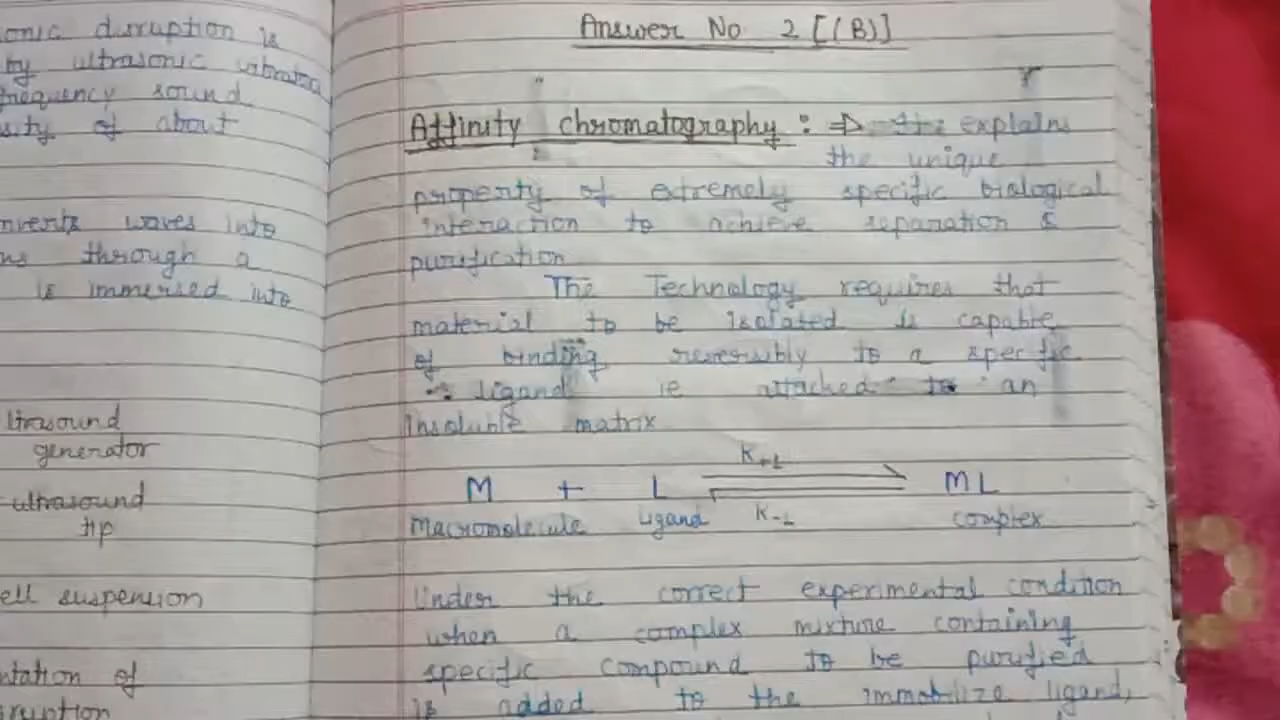 onic disruption is
by ultrasonic vibration
frequency sound
sity of about
nverts waves into
ns through a
is immersed into
ltrasound
generator
ultrasound
tip
ell suspension
ntation of
ruption
Answer No 2 [(B)]
Affinity chromatography : ⇒ explains
the unique
property of extremely specific biological
interaction to achieve separation &
purification
The Technology requires that
material to be isolated is capable
of binding reversibly to a specific
ligand ie attached to an
insoluble matrix
K+L
M + L ⇌ ML
Macromolecule Ligand K-L complex
Under the correct experimental condition
when a complex mixture containing
specific compound to be purified
is added to the immobilize ligand,